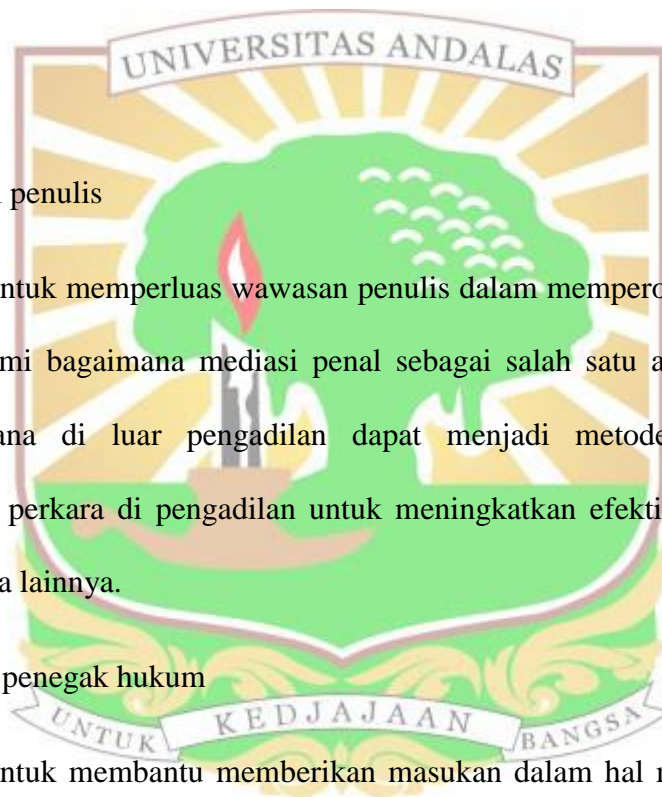 UNIVERSITAS ANDALAS
penulis
ntuk memperluas wawasan penulis dalam
mi bagaimana mediasi penal sebagai salah satu
ana di luar pengadilan dapat menjadi metode
perkara di pengadilan untuk meningkatkan efekti
a lainnya.
penegak hukum
UNTUK KEDJAJAAN BANGSA
ntuk membantu memberikan masukan dalam hal